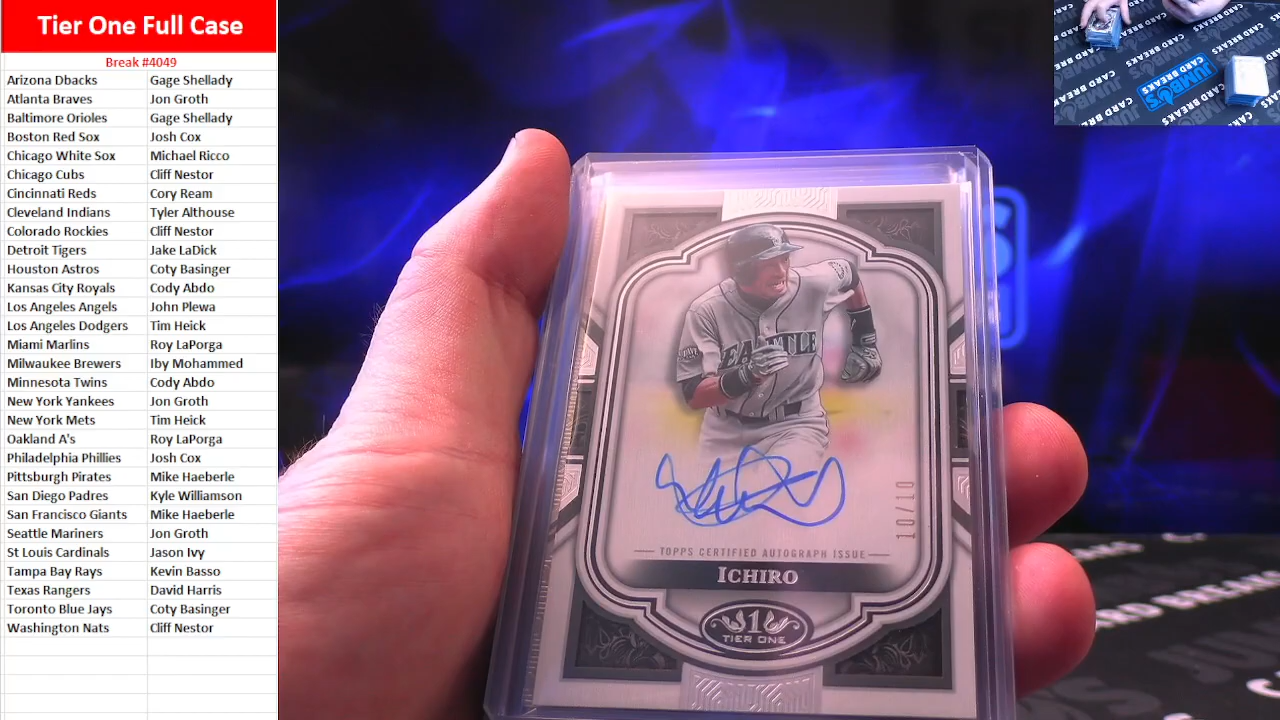 Tier One Full Case
Break #4049
Arizona Dbacks Gage Shellady
Atlanta Braves Jon Groth
Baltimore Orioles Gage Shellady
Boston Red Sox Josh Cox
Chicago White Sox Michael Ricco
Chicago Cubs Cliff Nestor
Cincinnati Reds Cory Ream
Cleveland Indians Tyler Althouse
Colorado Rockies Cliff Nestor
Detroit Tigers Jake LaDick
Houston Astros Coty Basinger
Kansas City Royals Cody Abdo
Los Angeles Angels John Plewa
Los Angeles Dodgers Tim Heick
Miami Marlins Roy LaPorga
Milwaukee Brewers Iby Mohammed
Minnesota Twins Cody Abdo
New York Yankees Jon Groth
New York Mets Tim Heick
Oakland A's Roy LaPorga
Philadelphia Phillies Josh Cox
Pittsburgh Pirates Mike Haeberle
San Diego Padres Kyle Williamson
San Francisco Giants Mike Haeberle
Seattle Mariners Jon Groth
St Louis Cardinals Jason Ivy
Tampa Bay Rays Kevin Basso
Texas Rangers David Harris
Toronto Blue Jays Coty Basinger
Washington Nats Cliff Nestor
SEATTLE
10/10
TOPPS CERTIFIED AUTOGRAPH ISSUE
ICHIRO
1
TIER ONE
JUMBO'S
CARD BREAKS
CARD BREAKS
CARD BREAKS